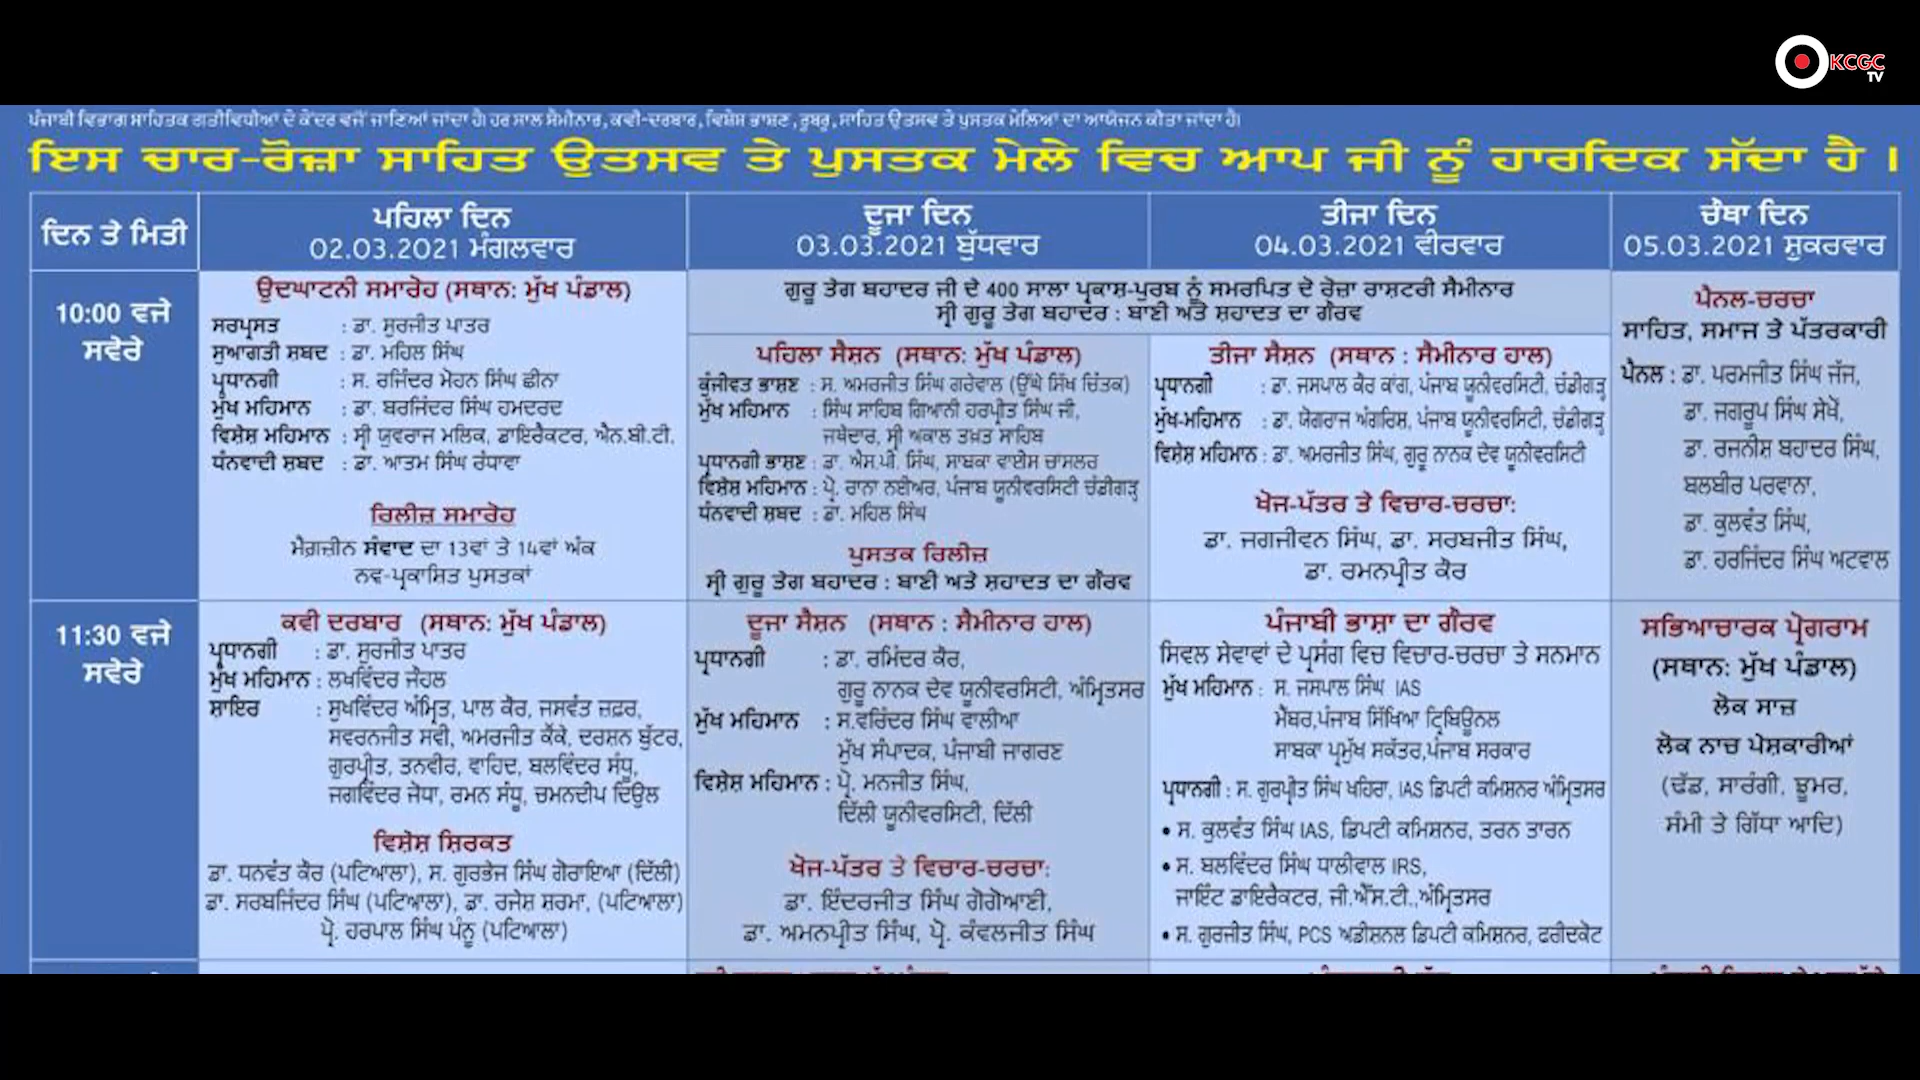 KCGC
TV
ਪੰਜਾਬੀ ਵਿਭਾਗ ਸਾਹਿਤਕ ਗਤੀਵਿਧੀਆਂ ਦੇ ਕੇਂਦਰ ਵਜੋਂ ਜਾਣਿਆਂ ਜਾਂਦਾ ਹੈ। ਹਰ ਸਾਲ ਸੈਮੀਨਾਰ, ਕਵੀ-ਦਰਬਾਰ, ਵਿਸ਼ੇਸ਼ ਭਾਸ਼ਣ, ਰੂਬਰੂ, ਸਾਹਿਤ ਉਤਸਵ ਤੇ ਪੁਸਤਕ ਮੇਲਿਆਂ ਦਾ ਆਯੋਜਨ ਕੀਤਾ ਜਾਂਦਾ ਹੈ।
ਇਸ ਚਾਰ-ਰੋਜ਼ਾ ਸਾਹਿਤ ਉਤਸਵ ਤੇ ਪੁਸਤਕ ਮੇਲੇ ਵਿਚ ਆਪ ਜੀ ਨੂੰ ਹਾਰਦਿਕ ਸੱਦਾ ਹੈ ।
ਦਿਨ ਤੇ ਮਿਤੀ
ਪਹਿਲਾ ਦਿਨ
02.03.2021 ਮੰਗਲਵਾਰ
ਦੂਜਾ ਦਿਨ
03.03.2021 ਬੁੱਧਵਾਰ
ਤੀਜਾ ਦਿਨ
04.03.2021 ਵੀਰਵਾਰ
ਚੌਥਾ ਦਿਨ
05.03.2021 ਸ਼ੁਕਰਵਾਰ
10:00 ਵਜੇ
ਸਵੇਰੇ
ਉਦਘਾਟਨੀ ਸਮਾਰੋਹ (ਸਥਾਨ: ਮੁੱਖ ਪੰਡਾਲ)
ਸਰਪ੍ਰਸਤ : ਡਾ. ਸੁਰਜੀਤ ਪਾਤਰ
ਸੁਆਗਤੀ ਸ਼ਬਦ : ਡਾ. ਮਹਿਲ ਸਿੰਘ
ਪ੍ਰਧਾਨਗੀ : ਸ. ਰਜਿੰਦਰ ਮੋਹਨ ਸਿੰਘ ਛੀਨਾ
ਮੁੱਖ ਮਹਿਮਾਨ : ਡਾ. ਬਰਜਿੰਦਰ ਸਿੰਘ ਹਮਦਰਦ
ਵਿਸ਼ੇਸ਼ ਮਹਿਮਾਨ : ਸ੍ਰੀ ਯੁਵਰਾਜ ਮਲਿਕ, ਡਾਇਰੈਕਟਰ, ਐਨ.ਬੀ.ਟੀ.
ਧੰਨਵਾਦੀ ਸ਼ਬਦ : ਡਾ. ਆਤਮ ਸਿੰਘ ਰੰਧਾਵਾ
ਰਿਲੀਜ਼ ਸਮਾਰੋਹ
ਮੈਗਜ਼ੀਨ ਸੰਵਾਦ ਦਾ 13ਵਾਂ ਤੇ 14ਵਾਂ ਅੰਕ
ਨਵ-ਪ੍ਰਕਾਸ਼ਿਤ ਪੁਸਤਕਾਂ
ਗੁਰੂ ਤੇਗ ਬਹਾਦਰ ਜੀ ਦੇ 400 ਸਾਲਾ ਪ੍ਰਕਾਸ਼-ਪੁਰਬ ਨੂੰ ਸਮਰਪਿਤ ਦੋ ਰੋਜ਼ਾ ਰਾਸ਼ਟਰੀ ਸੈਮੀਨਾਰ
ਸ੍ਰੀ ਗੁਰੂ ਤੇਗ ਬਹਾਦਰ : ਬਾਣੀ ਅਤੇ ਸ਼ਹਾਦਤ ਦਾ ਗੌਰਵ
ਪਹਿਲਾ ਸੈਸ਼ਨ (ਸਥਾਨ: ਮੁੱਖ ਪੰਡਾਲ)
ਕੁੰਜੀਵਤ ਭਾਸ਼ਣ : ਸ. ਅਮਰਜੀਤ ਸਿੰਘ ਗਰੇਵਾਲ (ਉੱਘੇ ਸਿੱਖ ਚਿੰਤਕ)
ਮੁੱਖ ਮਹਿਮਾਨ : ਸਿੰਘ ਸਾਹਿਬ ਗਿਆਨੀ ਹਰਪ੍ਰੀਤ ਸਿੰਘ ਜੀ,
ਜਥੇਦਾਰ, ਸ੍ਰੀ ਅਕਾਲ ਤਖ਼ਤ ਸਾਹਿਬ
ਪ੍ਰਧਾਨਗੀ ਭਾਸ਼ਣ : ਡਾ. ਐਸ.ਪੀ. ਸਿੰਘ, ਸਾਬਕਾ ਵਾਈਸ ਚਾਂਸਲਰ
ਵਿਸ਼ੇਸ਼ ਮਹਿਮਾਨ : ਪ੍ਰੋ. ਰਾਨਾ ਨਈਅਰ, ਪੰਜਾਬ ਯੂਨੀਵਰਸਿਟੀ ਚੰਡੀਗੜ੍ਹ
ਧੰਨਵਾਦੀ ਸ਼ਬਦ : ਡਾ. ਮਹਿਲ ਸਿੰਘ
ਪੁਸਤਕ ਰਿਲੀਜ਼
ਸ੍ਰੀ ਗੁਰੂ ਤੇਗ ਬਹਾਦਰ : ਬਾਣੀ ਅਤੇ ਸ਼ਹਾਦਤ ਦਾ ਗੌਰਵ
ਤੀਜਾ ਸੈਸ਼ਨ (ਸਥਾਨ : ਸੈਮੀਨਾਰ ਹਾਲ)
ਪ੍ਰਧਾਨਗੀ : ਡਾ. ਜਸਪਾਲ ਕੌਰ ਕਾਂਗ, ਪੰਜਾਬ ਯੂਨੀਵਰਸਿਟੀ, ਚੰਡੀਗੜ੍ਹ
ਮੁੱਖ-ਮਹਿਮਾਨ : ਡਾ. ਯੋਗਰਾਜ ਅੰਗਰਿਸ਼, ਪੰਜਾਬ ਯੂਨੀਵਰਸਿਟੀ, ਚੰਡੀਗੜ੍ਹ
ਵਿਸ਼ੇਸ਼ ਮਹਿਮਾਨ : ਡਾ. ਅਮਰਜੀਤ ਸਿੰਘ, ਗੁਰੂ ਨਾਨਕ ਦੇਵ ਯੂਨੀਵਰਸਿਟੀ
ਖੋਜ-ਪੱਤਰ ਤੇ ਵਿਚਾਰ-ਚਰਚਾ:
ਡਾ. ਜਗਜੀਵਨ ਸਿੰਘ, ਡਾ. ਸਰਬਜੀਤ ਸਿੰਘ,
ਡਾ. ਰਮਨਪ੍ਰੀਤ ਕੌਰ
ਪੈਨਲ-ਚਰਚਾ
ਸਾਹਿਤ, ਸਮਾਜ ਤੇ ਪੱਤਰਕਾਰੀ
ਪੈਨਲ : ਡਾ. ਪਰਮਜੀਤ ਸਿੰਘ ਜੱਜ,
ਡਾ. ਜਗਰੂਪ ਸਿੰਘ ਸੇਖੋਂ,
ਡਾ. ਰਜਨੀਸ਼ ਬਹਾਦਰ ਸਿੰਘ,
ਬਲਬੀਰ ਪਰਵਾਨਾ,
ਡਾ. ਕੁਲਵੰਤ ਸਿੰਘ,
ਡਾ. ਹਰਜਿੰਦਰ ਸਿੰਘ ਅਟਵਾਲ
11:30 ਵਜੇ
ਸਵੇਰੇ
ਕਵੀ ਦਰਬਾਰ (ਸਥਾਨ: ਮੁੱਖ ਪੰਡਾਲ)
ਪ੍ਰਧਾਨਗੀ : ਡਾ. ਸੁਰਜੀਤ ਪਾਤਰ
ਮੁੱਖ ਮਹਿਮਾਨ : ਲਖਵਿੰਦਰ ਜੌਹਲ
ਸ਼ਾਇਰ : ਸੁਖਵਿੰਦਰ ਅੰਮ੍ਰਿਤ, ਪਾਲ ਕੌਰ, ਜਸਵੰਤ ਜ਼ਫ਼ਰ,
ਸਵਰਨਜੀਤ ਸਵੀ, ਅਮਰਜੀਤ ਕੌਂਕੇ, ਦਰਸ਼ਨ ਬੁੱਟਰ,
ਗੁਰਪ੍ਰੀਤ, ਤਨਵੀਰ, ਵਾਹਿਦ, ਬਲਵਿੰਦਰ ਸੰਧੂ,
ਜਗਵਿੰਦਰ ਜੋਧਾ, ਰਮਨ ਸੰਧੂ, ਚਮਨਦੀਪ ਦਿਉਲ
ਵਿਸ਼ੇਸ਼ ਸ਼ਿਰਕਤ
ਡਾ. ਧਨਵੰਤ ਕੌਰ (ਪਟਿਆਲਾ), ਸ. ਗੁਰਭੇਜ ਸਿੰਘ ਗੋਰਾਇਆ (ਦਿੱਲੀ)
ਡਾ. ਸਰਬਜਿੰਦਰ ਸਿੰਘ (ਪਟਿਆਲਾ), ਡਾ. ਰਜੇਸ਼ ਸ਼ਰਮਾ, (ਪਟਿਆਲਾ)
ਪ੍ਰੋ. ਹਰਪਾਲ ਸਿੰਘ ਪੰਨੂ (ਪਟਿਆਲਾ)
ਦੂਜਾ ਸੈਸ਼ਨ (ਸਥਾਨ : ਸੈਮੀਨਾਰ ਹਾਲ)
ਪ੍ਰਧਾਨਗੀ : ਡਾ. ਰਮਿੰਦਰ ਕੌਰ,
ਗੁਰੂ ਨਾਨਕ ਦੇਵ ਯੂਨੀਵਰਸਿਟੀ, ਅੰਮ੍ਰਿਤਸਰ
ਮੁੱਖ ਮਹਿਮਾਨ : ਸ.ਵਰਿੰਦਰ ਸਿੰਘ ਵਾਲੀਆ
ਮੁੱਖ ਸੰਪਾਦਕ, ਪੰਜਾਬੀ ਜਾਗਰਣ
ਵਿਸ਼ੇਸ਼ ਮਹਿਮਾਨ : ਪ੍ਰੋ. ਮਨਜੀਤ ਸਿੰਘ,
ਦਿੱਲੀ ਯੂਨੀਵਰਸਿਟੀ, ਦਿੱਲੀ
ਖੋਜ-ਪੱਤਰ ਤੇ ਵਿਚਾਰ-ਚਰਚਾ:
ਡਾ. ਇੰਦਰਜੀਤ ਸਿੰਘ ਗੋਗੋਆਣੀ,
ਡਾ. ਅਮਨਪ੍ਰੀਤ ਸਿੰਘ, ਪ੍ਰੋ. ਕੰਵਲਜੀਤ ਸਿੰਘ
ਪੰਜਾਬੀ ਭਾਸ਼ਾ ਦਾ ਗੌਰਵ
ਸਿਵਲ ਸੇਵਾਵਾਂ ਦੇ ਪ੍ਰਸੰਗ ਵਿਚ ਵਿਚਾਰ-ਚਰਚਾ ਤੇ ਸਨਮਾਨ
ਮੁੱਖ ਮਹਿਮਾਨ : ਸ. ਜਸਪਾਲ ਸਿੰਘ IAS
ਮੈਂਬਰ,ਪੰਜਾਬ ਸਿੱਖਿਆ ਟ੍ਰਿਬਿਊਨਲ
ਸਾਬਕਾ ਪ੍ਰਮੁੱਖ ਸਕੱਤਰ,ਪੰਜਾਬ ਸਰਕਾਰ
ਪ੍ਰਧਾਨਗੀ : ਸ. ਗੁਰਪ੍ਰੀਤ ਸਿੰਘ ਖਹਿਰਾ, IAS ਡਿਪਟੀ ਕਮਿਸ਼ਨਰ ਅੰਮ੍ਰਿਤਸਰ
• ਸ. ਕੁਲਵੰਤ ਸਿੰਘ IAS, ਡਿਪਟੀ ਕਮਿਸ਼ਨਰ, ਤਰਨ ਤਾਰਨ
• ਸ. ਬਲਵਿੰਦਰ ਸਿੰਘ ਧਾਲੀਵਾਲ IRS,
ਜਾਇੰਟ ਡਾਇਰੈਕਟਰ, ਜੀ.ਐੱਸ.ਟੀ.,ਅੰਮ੍ਰਿਤਸਰ
• ਸ. ਗੁਰਜੀਤ ਸਿੰਘ, PCS ਅਡੀਸ਼ਨਲ ਡਿਪਟੀ ਕਮਿਸ਼ਨਰ, ਫਰੀਦਕੋਟ
ਸਭਿਆਚਾਰਕ ਪ੍ਰੋਗਰਾਮ
(ਸਥਾਨ: ਮੁੱਖ ਪੰਡਾਲ)
ਲੋਕ ਸਾਜ਼
ਲੋਕ ਨਾਚ ਪੇਸ਼ਕਾਰੀਆਂ
(ਢੱਡ, ਸਾਰੰਗੀ, ਝੂਮਰ,
ਸੰਮੀ ਤੇ ਗਿੱਧਾ ਆਦਿ)